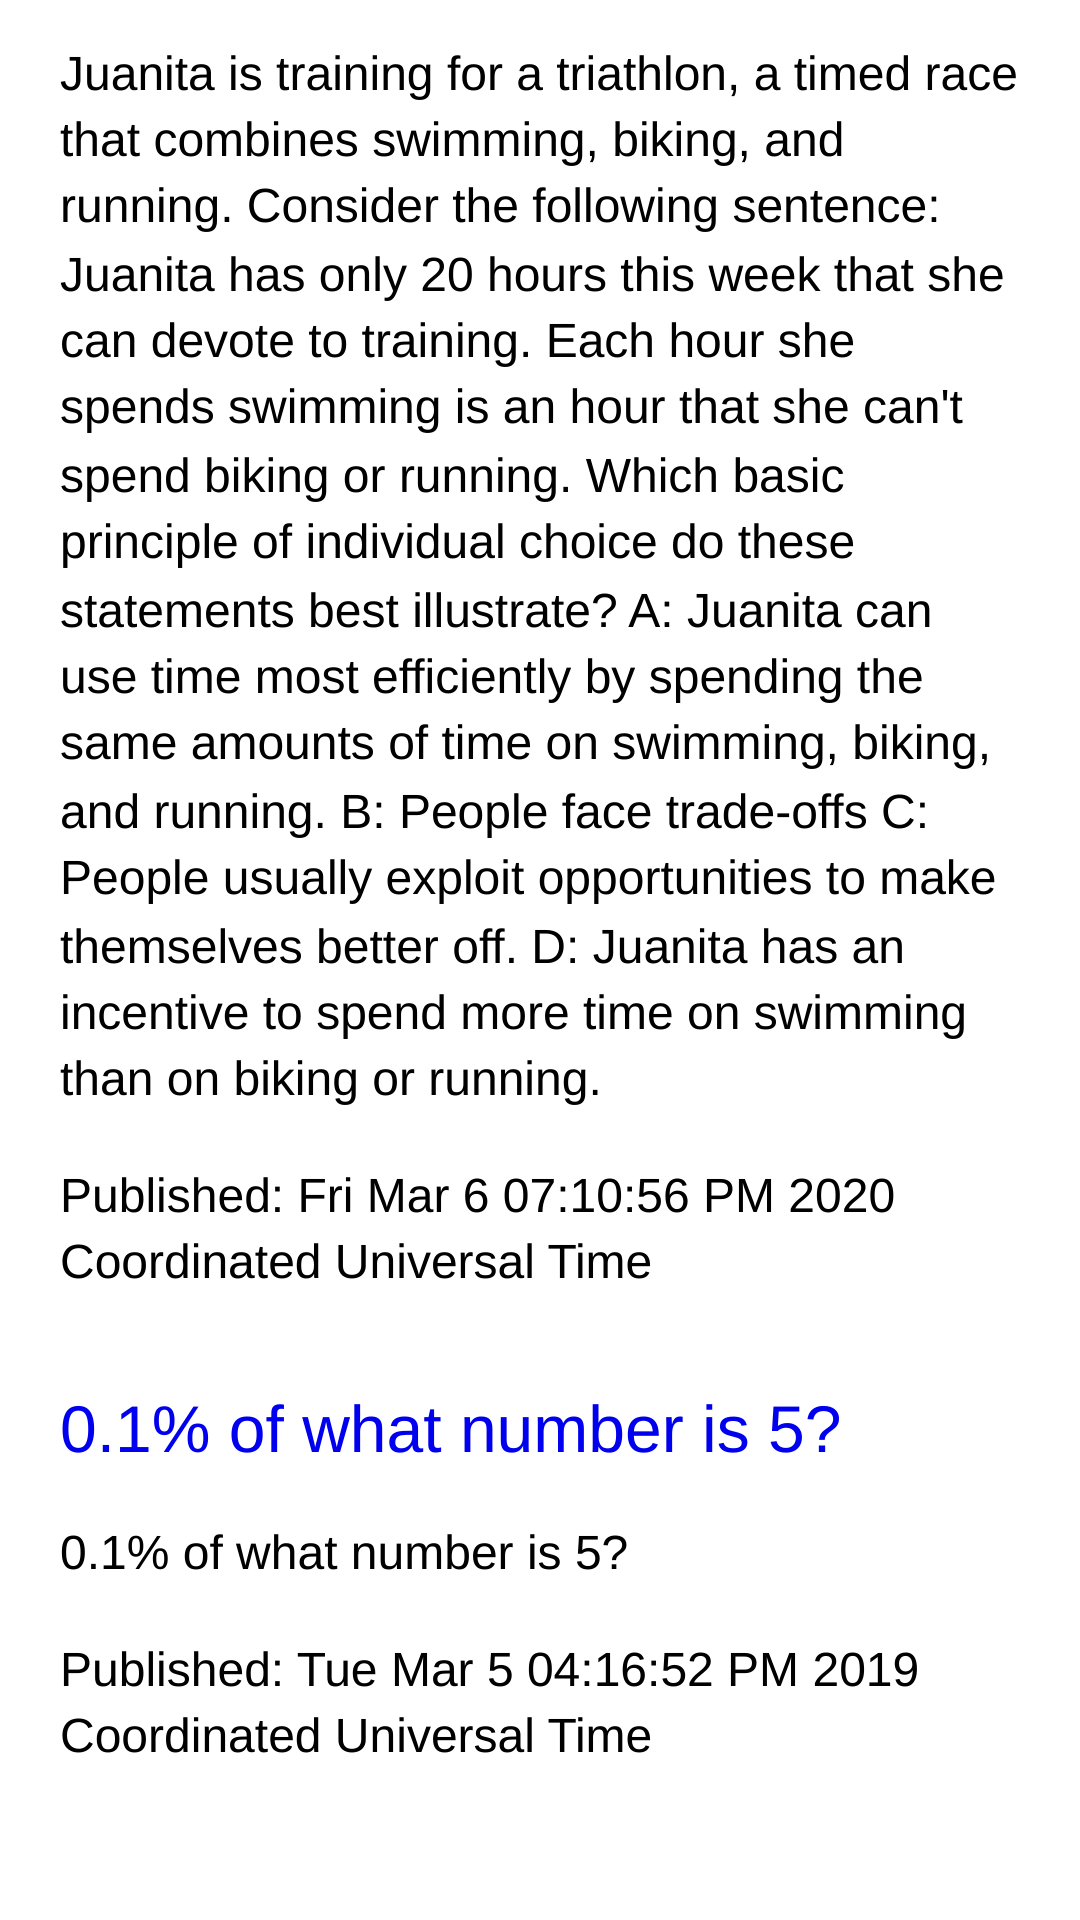 Juanita is training for a triathlon, a timed race
that combines swimming, biking, and
running. Consider the following sentence:
Juanita has only 20 hours this week that she
can devote to training. Each hour she
spends swimming is an hour that she can't
spend biking or running. Which basic
principle of individual choice do these
statements best illustrate? A: Juanita can
use time most efficiently by spending the
same amounts of time on swimming, biking,
and running. B: People face trade-offs C:
People usually exploit opportunities to make
themselves better off. D: Juanita has an
incentive to spend more time on swimming
than on biking or running.
Published: Fri Mar 6 07:10:56 PM 2020
Coordinated Universal Time
0.1% of what number is 5?
0.1% of what number is 5?
Published: Tue Mar 5 04:16:52 PM 2019
Coordinated Universal Time